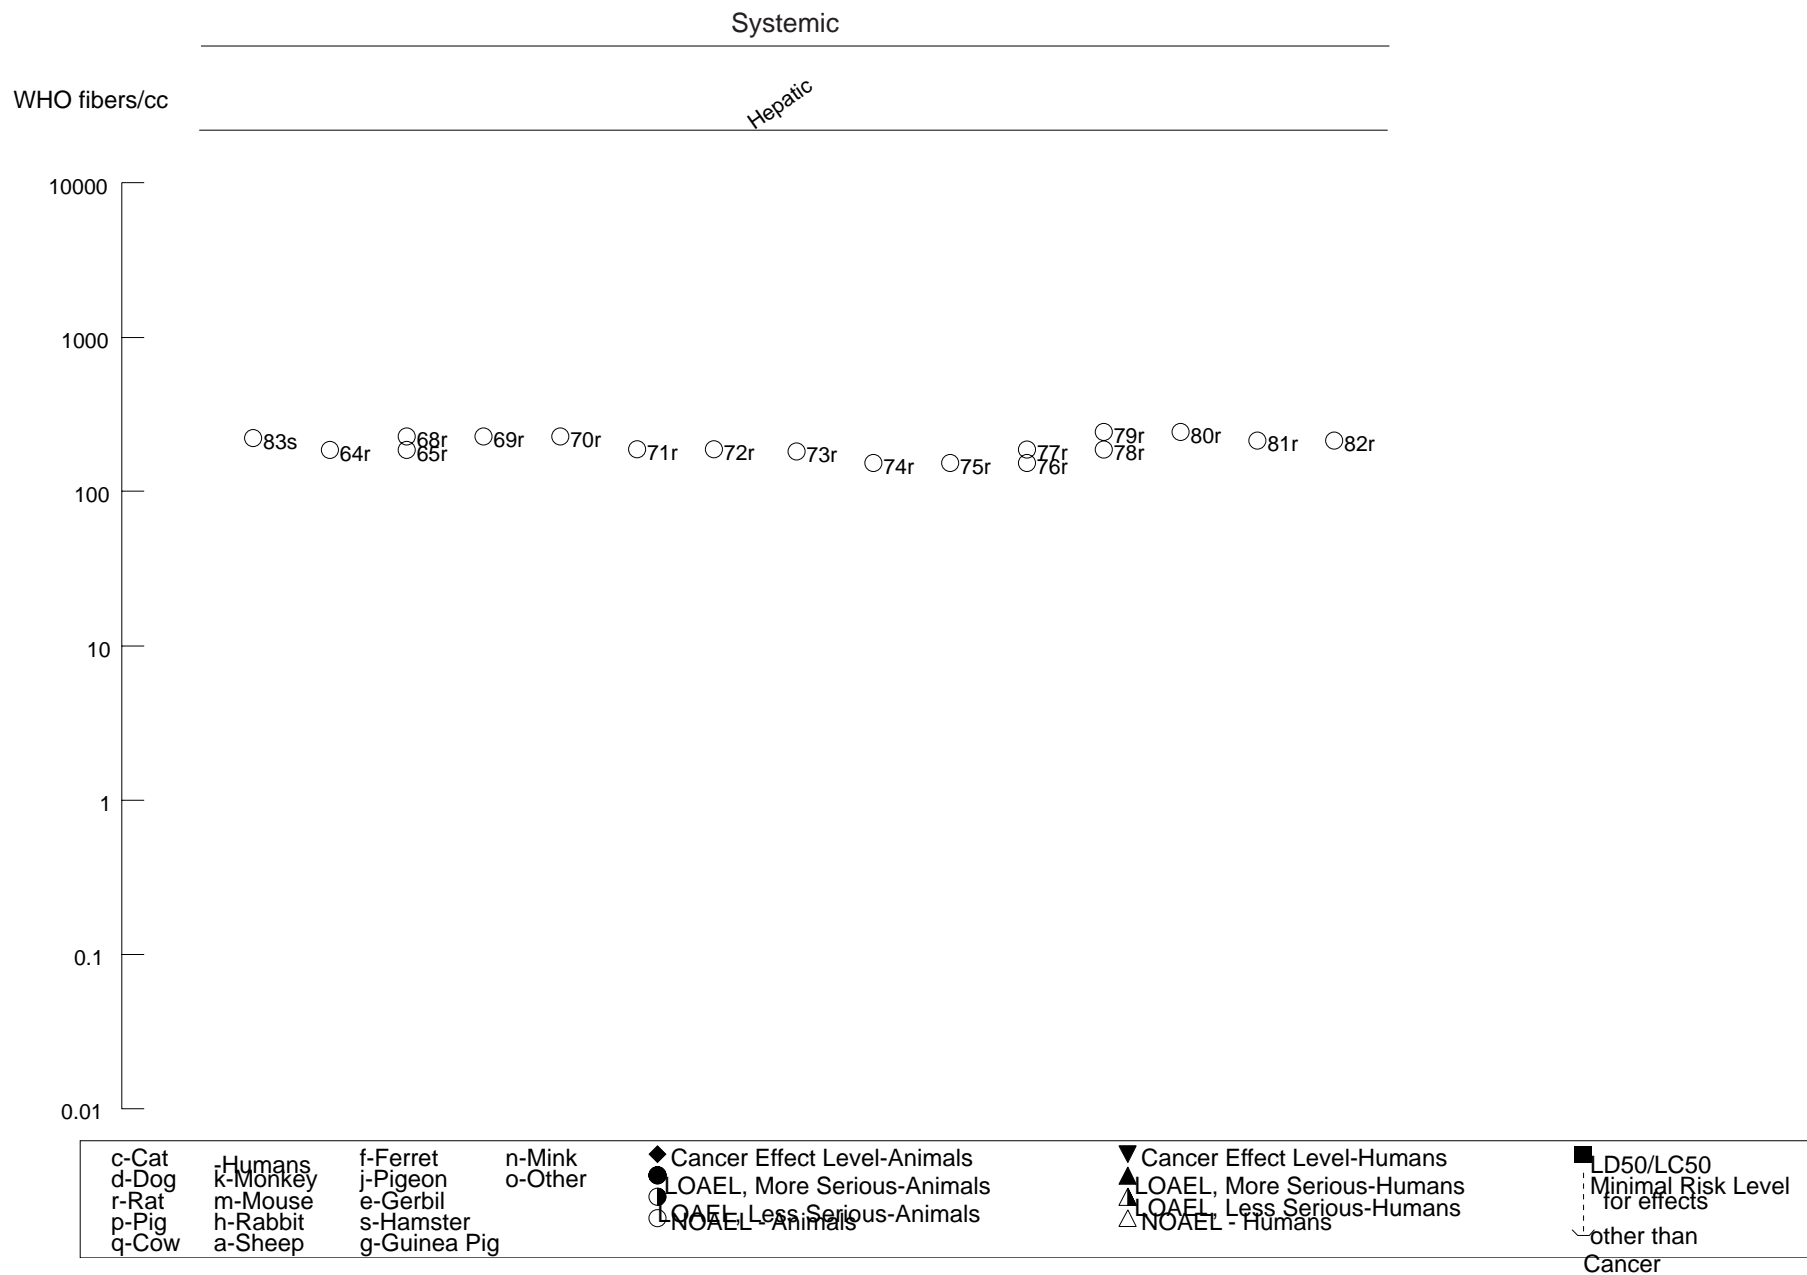 Systemic
WHO fibers/cc
Hepatic
10000
1000
83s 64r 68r 69r 70r 71r 72r 73r 74r 75r 77r 79r 80r 81r 82r
65r 76r 78r
100
10
1
0.1
0.01
c-Cat -Humans f-Ferret n-Mink Cancer Effect Level-Animals Cancer Effect Level-Humans LD50/LC50
d-Dog k-Monkey j-Pigeon o-Other LOAEL, More Serious-Animals LOAEL, More Serious-Humans Minimal Risk Level
r-Rat m-Mouse e-Gerbil LOAEL, Less Serious-Animals LOAEL, Less Serious-Humans for effects
p-Pig h-Rabbit s-Hamster NOAEL - Animals NOAEL - Humans other than
q-Cow a-Sheep g-Guinea Pig Cancer